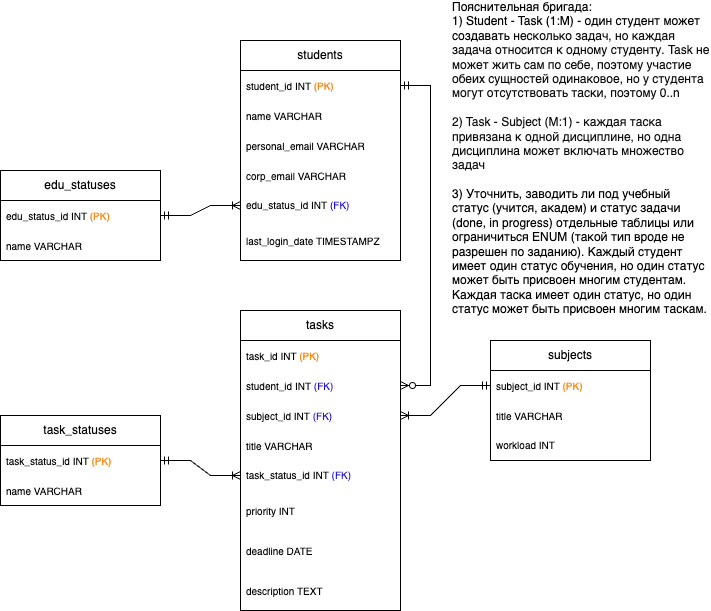 Пояснительная бригада:
1) Student - Task (1:M) - один студент может
создавать несколько задач, но каждая
задача относится к одному студенту. Task не
может жить сам по себе, поэтому участие
обеих сущностей одинаковое, но у студента
могут отсутствовать таски, поэтому 0..n
2) Task - Subject (M:1) - каждая таска
привязана к одной дисциплине, но одна
дисциплина может включать множество
задач
3) Уточнить, заводить ли под учебный
статус (учится, академ) и статус задачи
(done, in progress) отдельные таблицы или
ограничиться ENUM (такой тип вроде не
разрешен по заданию). Каждый студент
имеет один статус обучения, но один статус
может быть присвоен многим студентам.
Каждая таска имеет один статус, но один
статус может быть присвоен многим таскам.
students
student_id INT (PK)
name VARCHAR
personal_email VARCHAR
corp_email VARCHAR
edu_status_id INT (FK)
last_login_date TIMESTAMPZ
edu_statuses
edu_status_id INT (PK)
name VARCHAR
tasks
task_id INT (PK)
student_id INT (FK)
subject_id INT (FK)
title VARCHAR
task_status_id INT (FK)
priority INT
deadline DATE
description TEXT
subjects
subject_id INT (PK)
title VARCHAR
workload INT
task_statuses
task_status_id INT (PK)
name VARCHAR